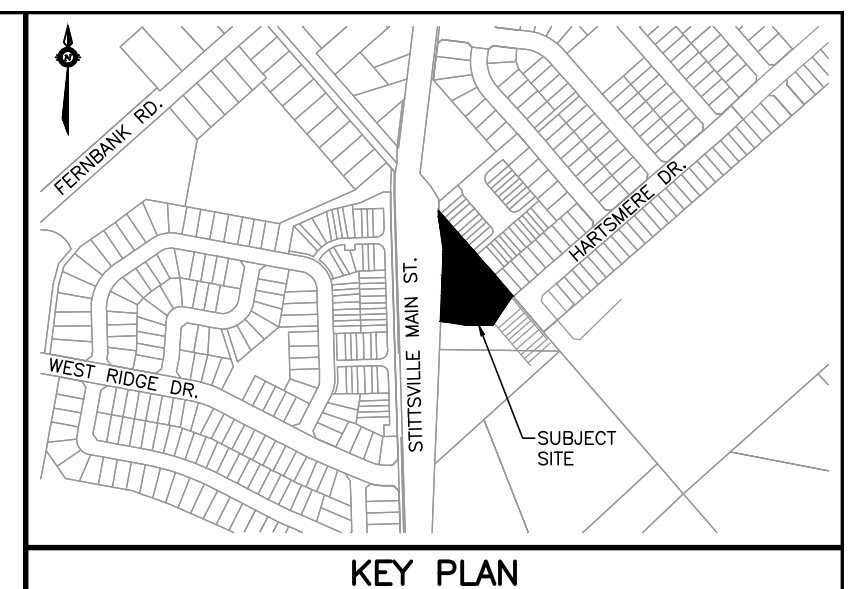 N
FERNBANK RD.
HARTSMERE DR.
STITTSVILLE MAIN ST.
WEST RIDGE DR.
SUBJECT
SITE
KEY PLAN